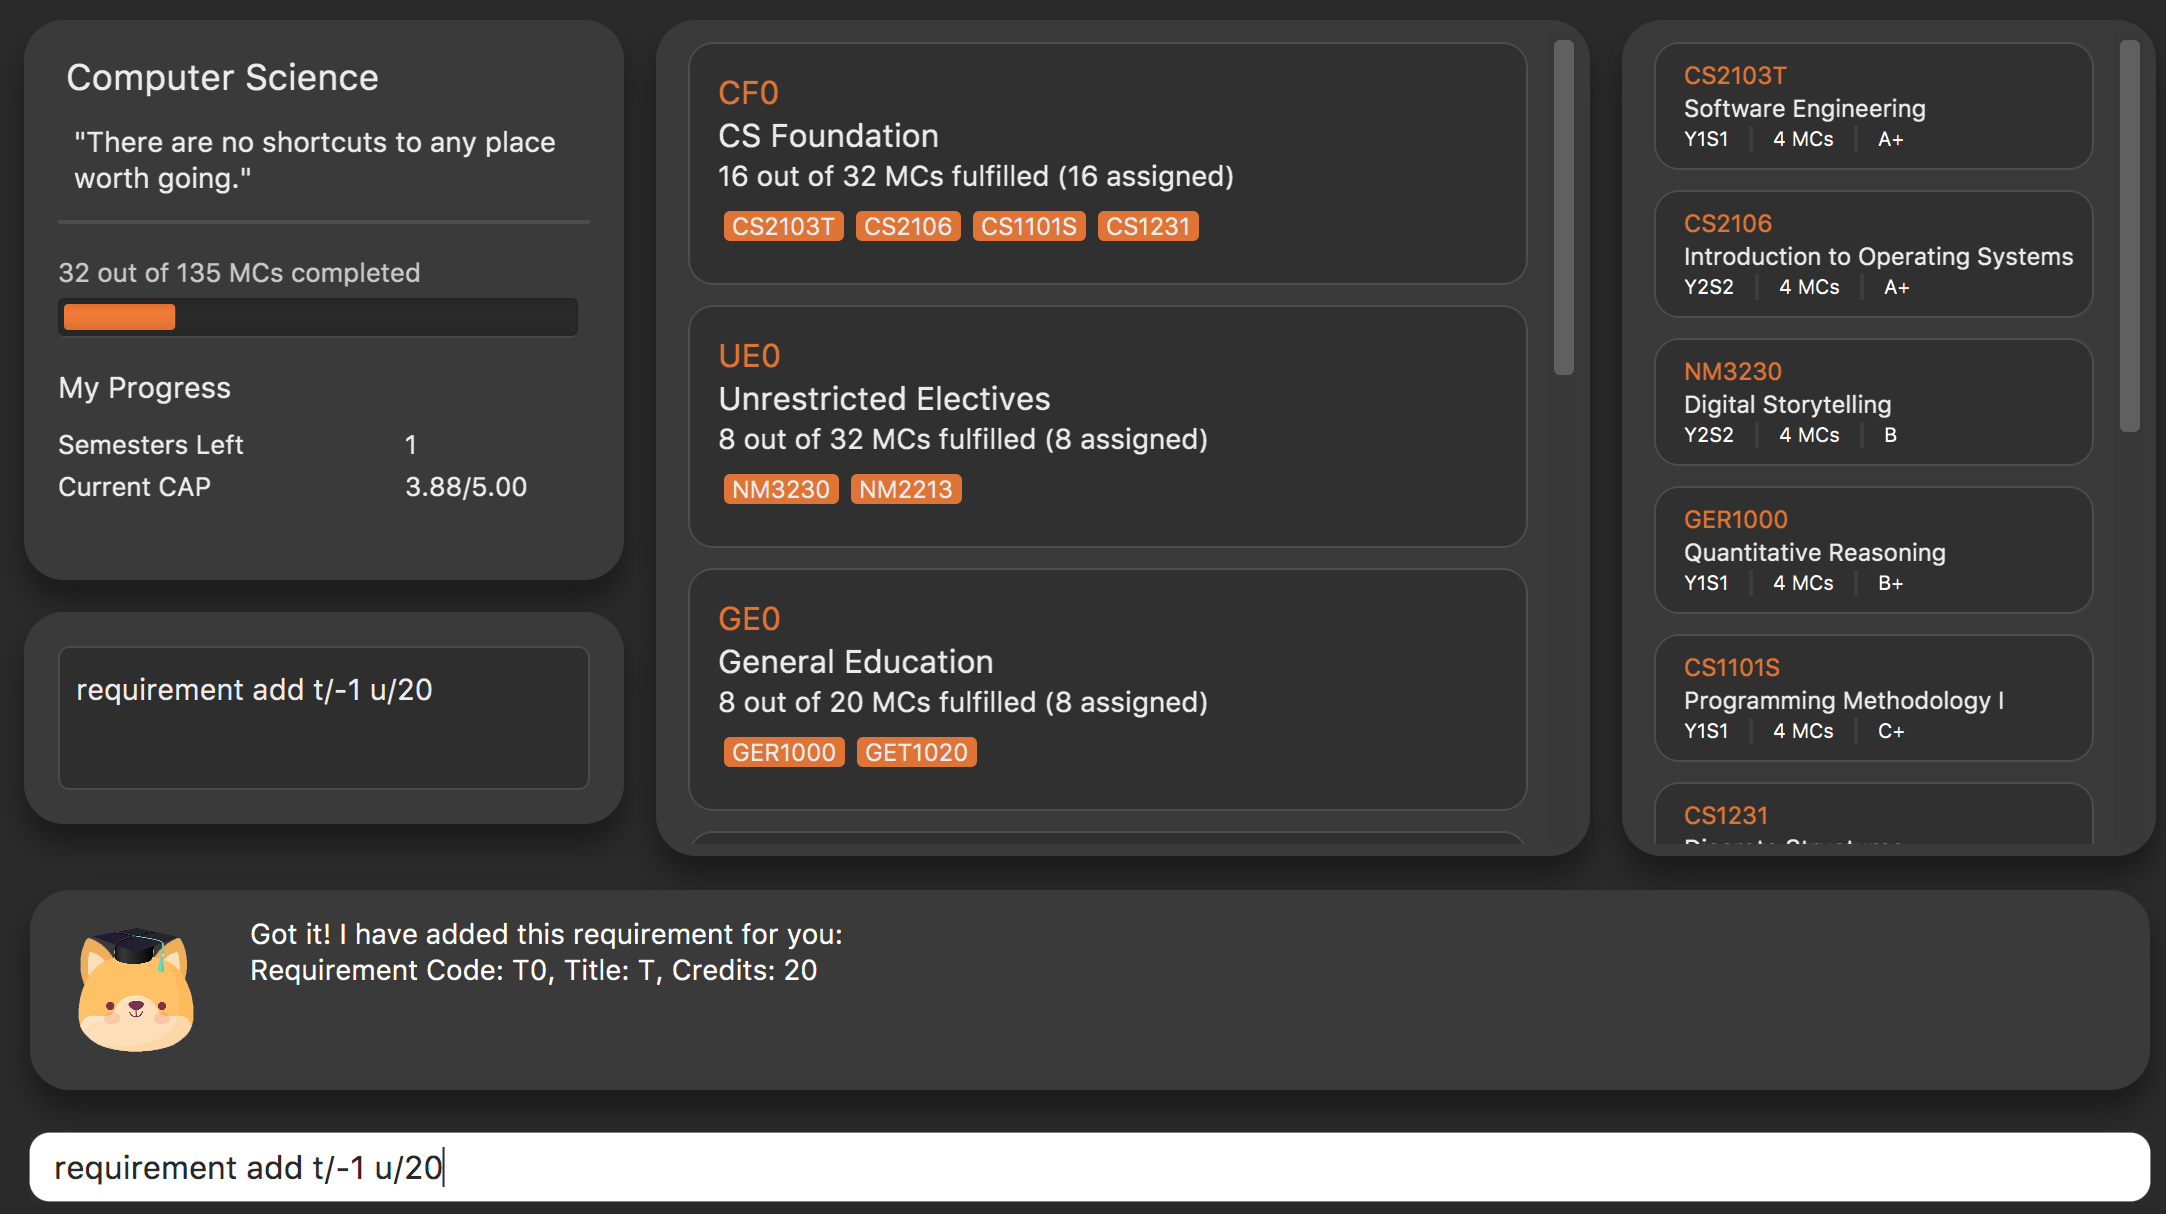 Computer Science
"There are no shortcuts to any place
worth going."
32 out of 135 MCs completed
My Progress
Semesters Left 1
Current CAP 3.88/5.00
requirement add t/-1 u/20
CF0
CS Foundation
16 out of 32 MCs fulfilled (16 assigned)
CS2103T CS2106 CS1101S CS1231
UE0
Unrestricted Electives
8 out of 32 MCs fulfilled (8 assigned)
NM3230 NM2213
GE0
General Education
8 out of 20 MCs fulfilled (8 assigned)
GER1000 GET1020
CS2103T
Software Engineering
Y1S1 4 MCs A+
CS2106
Introduction to Operating Systems
Y2S2 4 MCs A+
NM3230
Digital Storytelling
Y2S2 4 MCs B
GER1000
Quantitative Reasoning
Y1S1 4 MCs B+
CS1101S
Programming Methodology I
Y1S1 4 MCs C+
CS1231
Discrete Structures
Got it! I have added this requirement for you:
Requirement Code: T0, Title: T, Credits: 20
requirement add t/-1 u/20